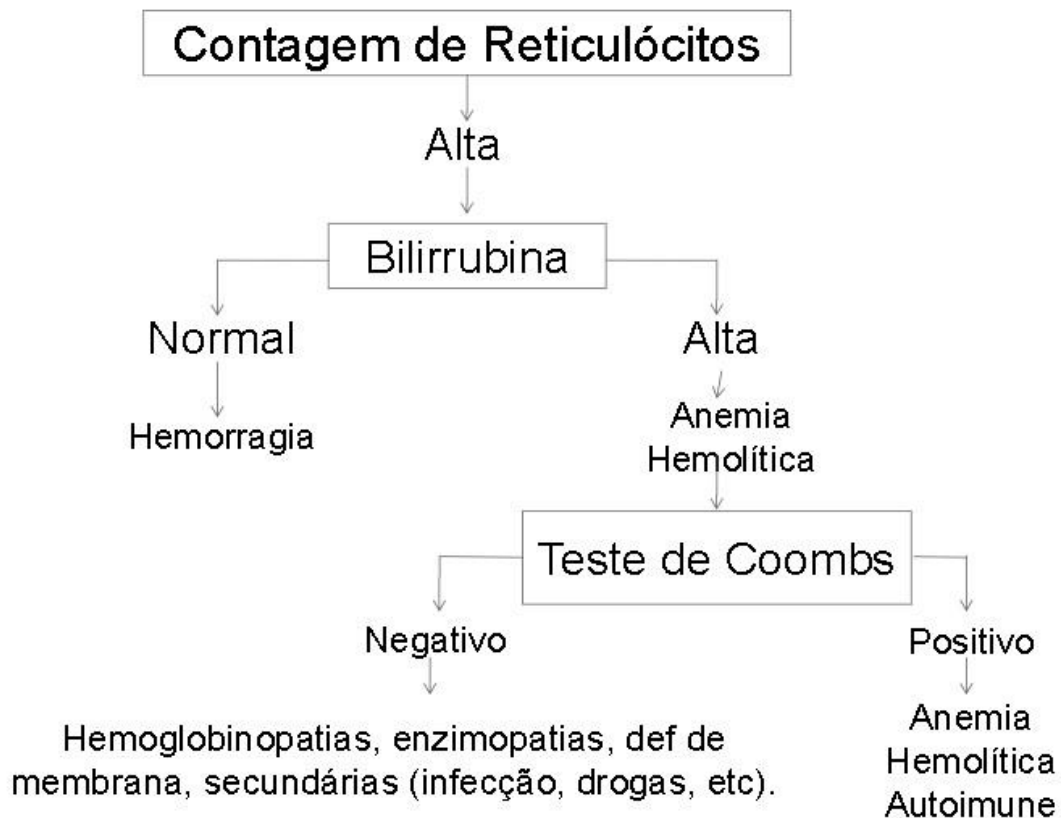 Contagem de Reticulócitos
Alta
Bilirrubina
Normal
Alta
Hemorragia
Anemia
Hemolítica
Teste de Coombs
Negativo
Positivo
Hemoglobinopatias, enzimopatias, def de
membrana, secundárias (infecção, drogas, etc).
Anemia
Hemolítica
Autoimune